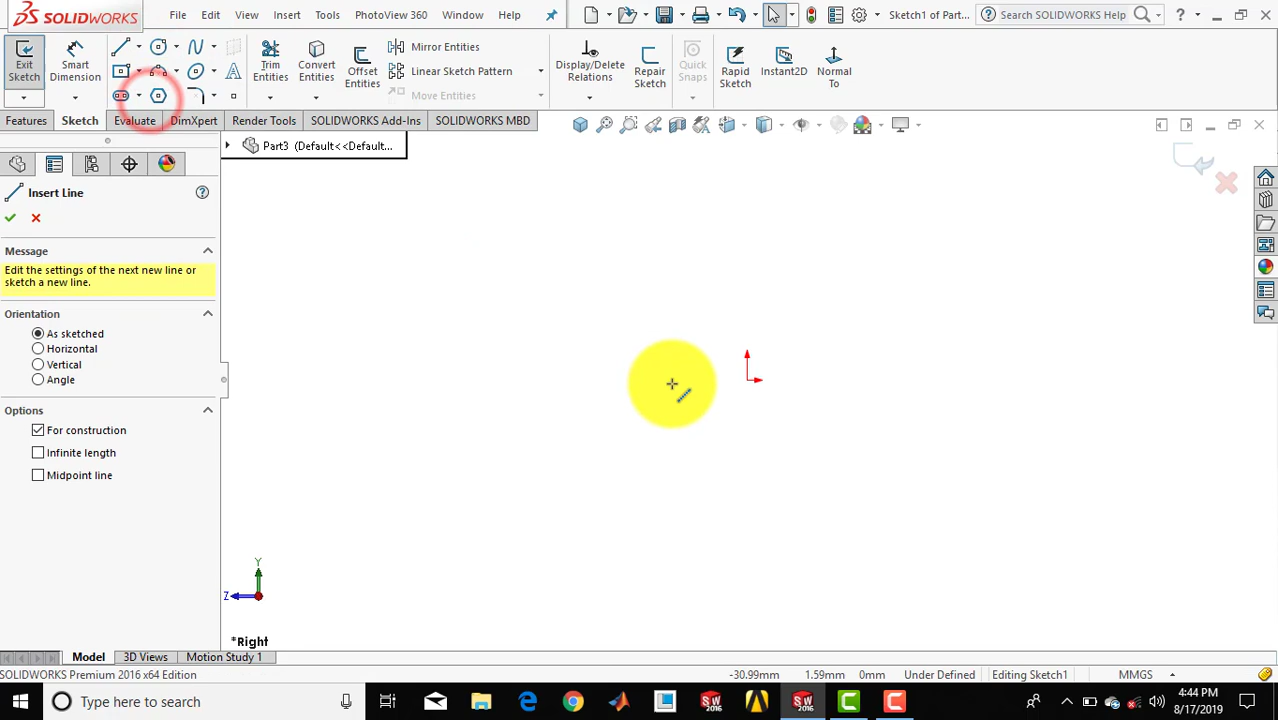 SOLIDWORKS File Edit View Insert Tools PhotoView 360 Window Help Sketch1 of Part... Search SOLIDWORKS Help
Exit Sketch
Smart Dimension
Trim Entities
Convert Entities
Offset Entities
Mirror Entities
Linear Sketch Pattern
Move Entities
Display/Delete Relations
Repair Sketch
Quick Snaps
Rapid Sketch
Instant2D
Normal To
Features Sketch Evaluate DimXpert Render Tools SOLIDWORKS Add-Ins SOLIDWORKS MBD
Part3 (Default<<Default...
Insert Line
Message
Edit the settings of the next new line or
sketch a new line.
Orientation
As sketched
Horizontal
Vertical
Angle
Options
For construction
Infinite length
Midpoint line
Y
Z
*Right
Model 3D Views Motion Study 1
SOLIDWORKS Premium 2016 x64 Edition -30.99mm 1.59mm 0mm Under Defined Editing Sketch1 MMGS
Type here to search
SW 2016
SW 2016
4:44 PM
8/17/2019